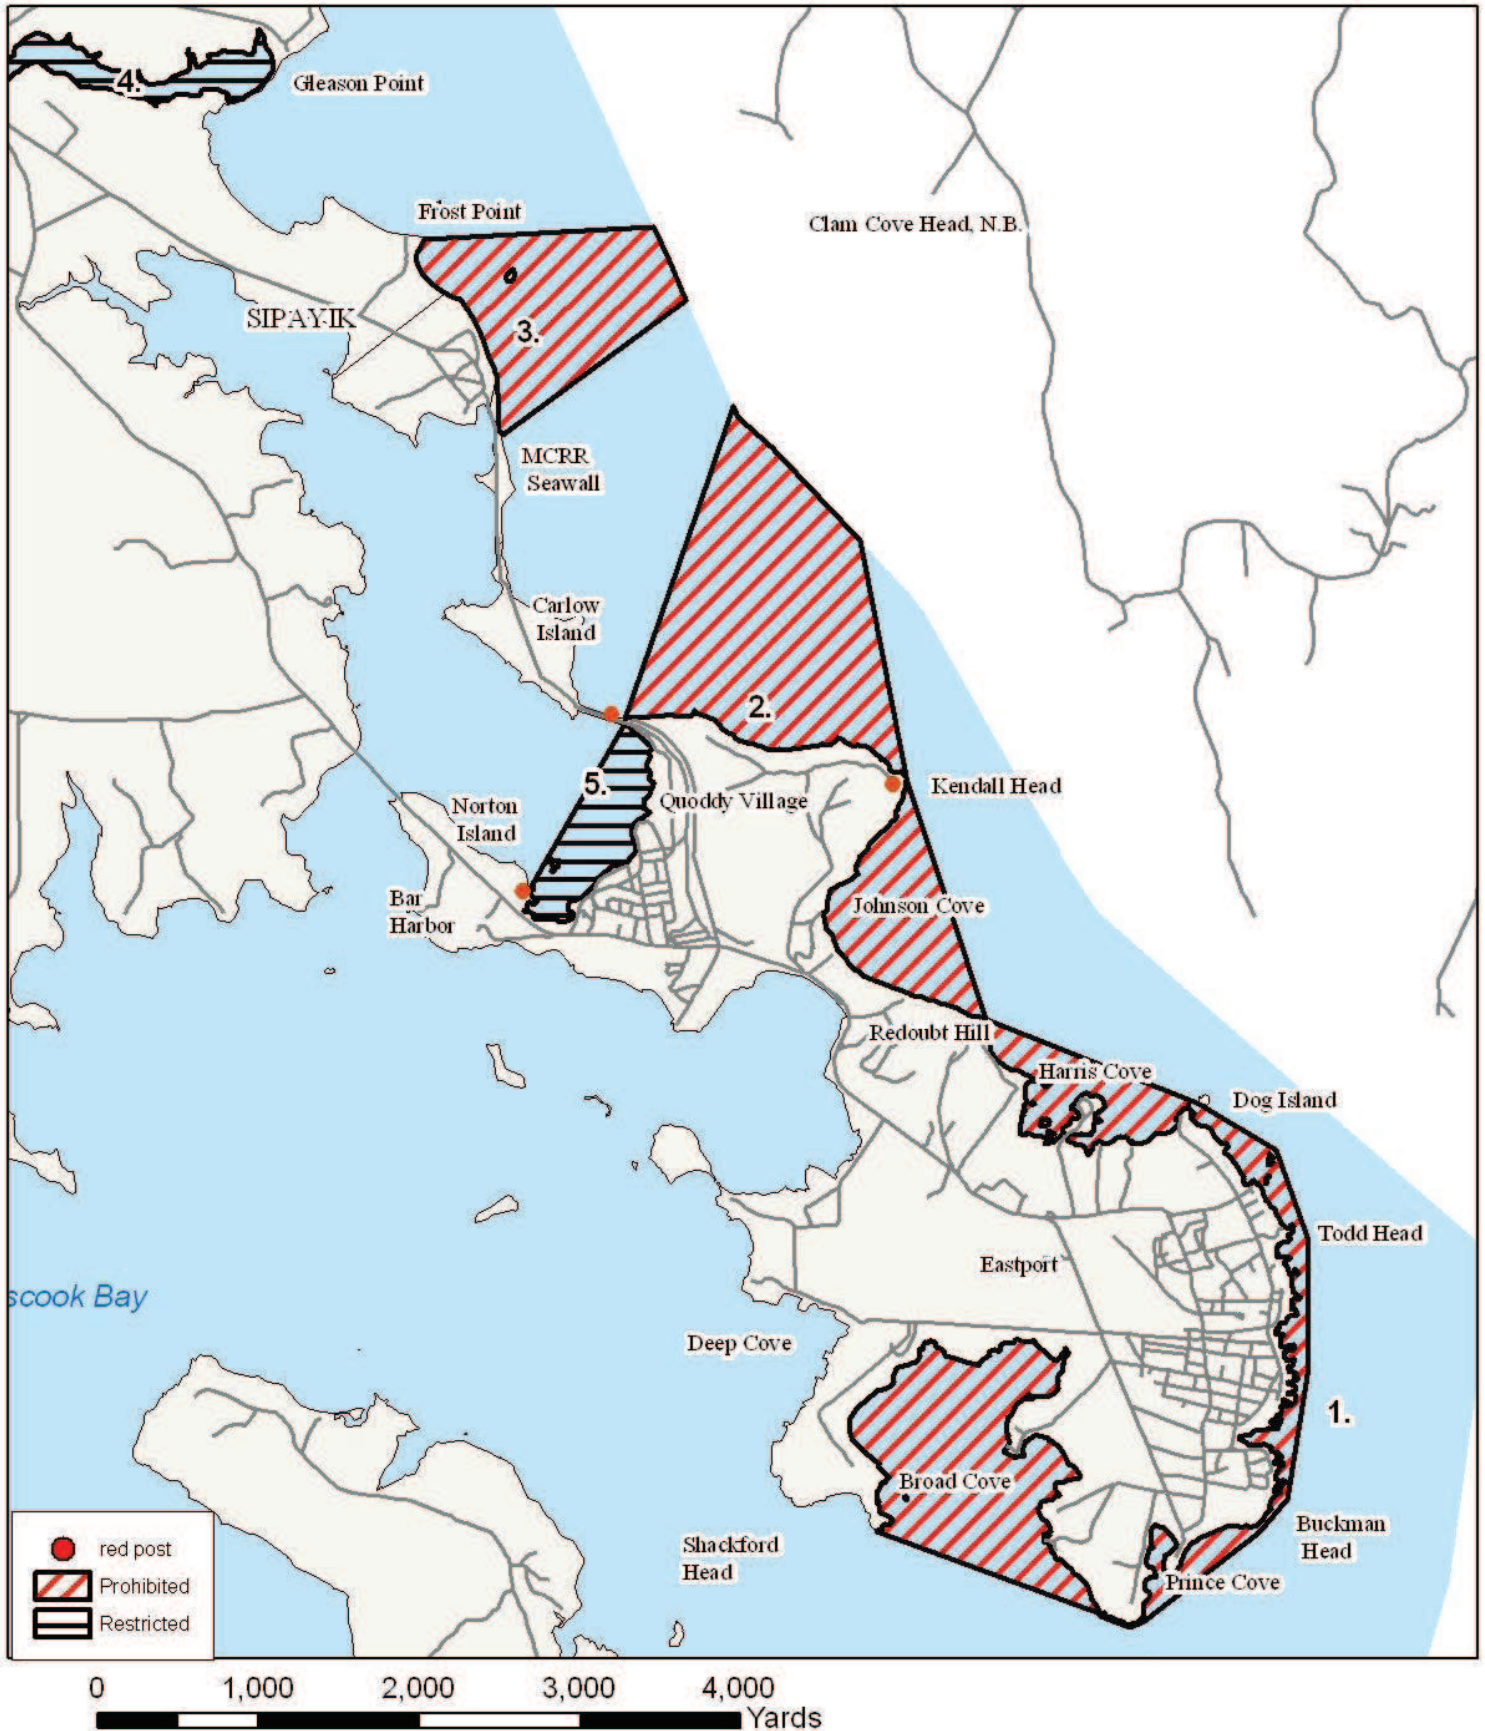 4.
Gleason Point
Frost Point
Clam Cove Head, N.B.
SIPAYIK
3.
MCRR
Seawall
Carlow
Island
2.
5.
Kendall Head
Quoddy Village
Norton
Island
Bar
Harbor
Johnson Cove
Redoubt Hill
Harris Cove
Dog Island
Todd Head
Eastport
scook Bay
Deep Cove
1.
Broad Cove
Buckman
Head
Shackford
Head
Prince Cove
red post
Prohibited
Restricted
0 1,000 2,000 3,000 4,000
Yards